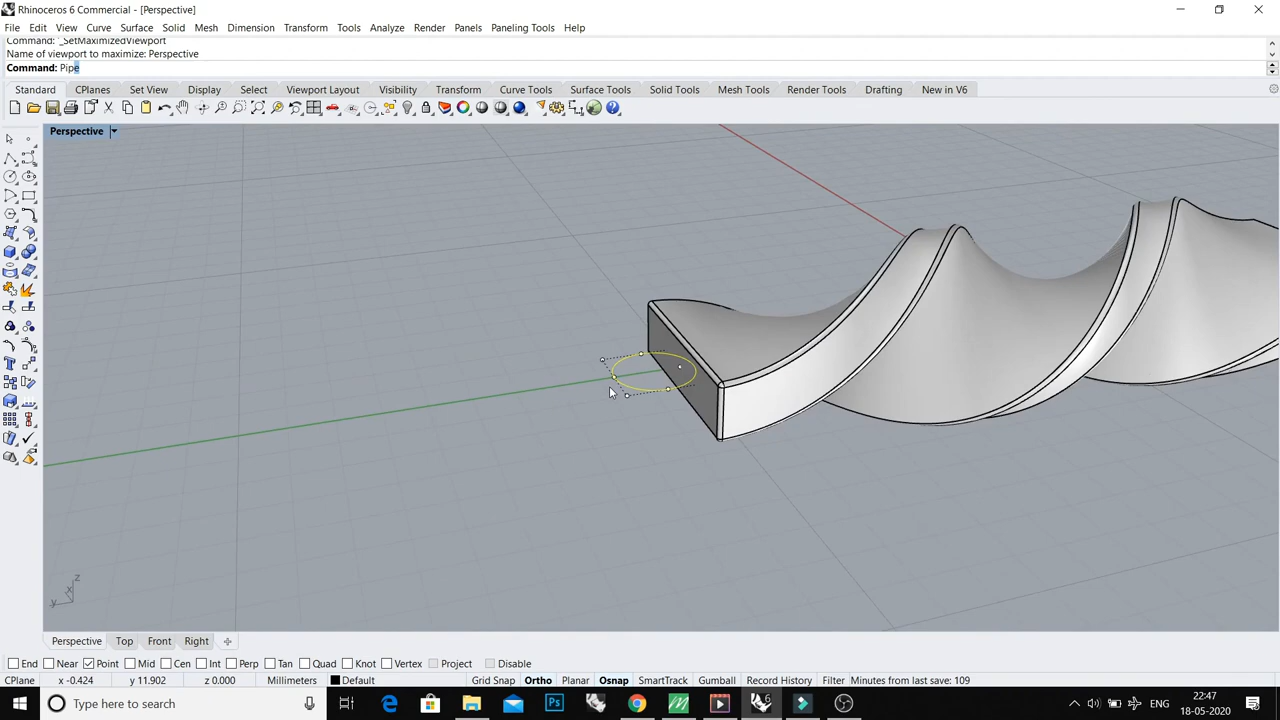 Rhinoceros 6 Commercial - [Perspective]
File Edit View Curve Surface Solid Mesh Dimension Transform Tools Analyze Render Panels Paneling Tools Help
Command: '_SetMaximizedViewport
Name of viewport to maximize: Perspective
Command: Pipe
Standard CPlanes Set View Display Select Viewport Layout Visibility Transform Curve Tools Surface Tools Solid Tools Mesh Tools Render Tools Drafting New in V6
Perspective
z
x
y
Perspective Top Front Right
End Near Point Mid Cen Int Perp Tan Quad Knot Vertex Project Disable
CPlane x -0.424 y 11.902 z 0.000 Millimeters Default Grid Snap Ortho Planar Osnap SmartTrack Gumball Record History Filter Minutes from last save: 109
Type here to search
ENG
22:47
18-05-2020